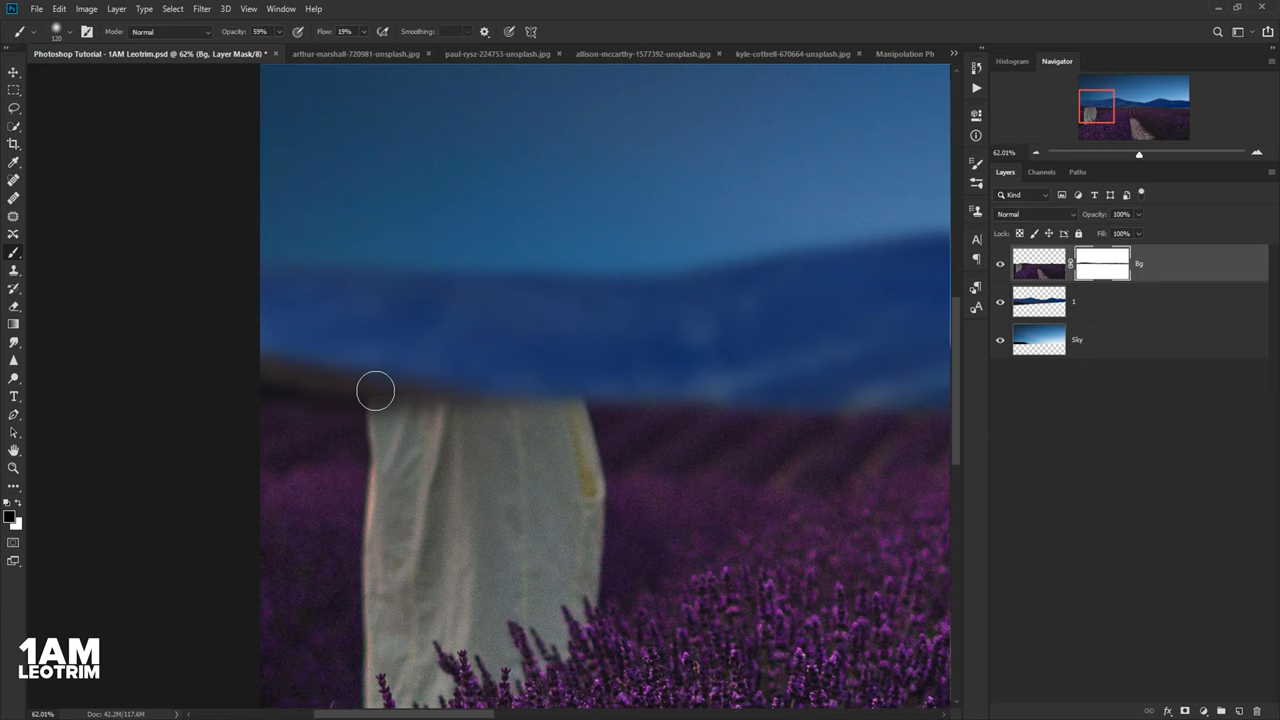 Ps File Edit Image Layer Type Select Filter 3D View Window Help
120 Mode: Normal Opacity: 59% Flow: 19% Smoothing:
Photoshop Tutorial - 1AM Leotrim.psd @ 62% (Bg, Layer Mask/8) * × arthur-marshall-720981-unsplash.jpg × paul-rysz-224753-unsplash.jpg × allison-mccarthy-1577392-unsplash.jpg × kyle-cottrell-670664-unsplash.jpg × Manipulation Ph
Histogram Navigator
62.01%
Layers Channels Paths
Kind
Normal Opacity: 100%
Lock: Fill: 100%
Bg
1
Sky
1AM
LEOTRIM
62.01% Doc: 42.2M/117.6M